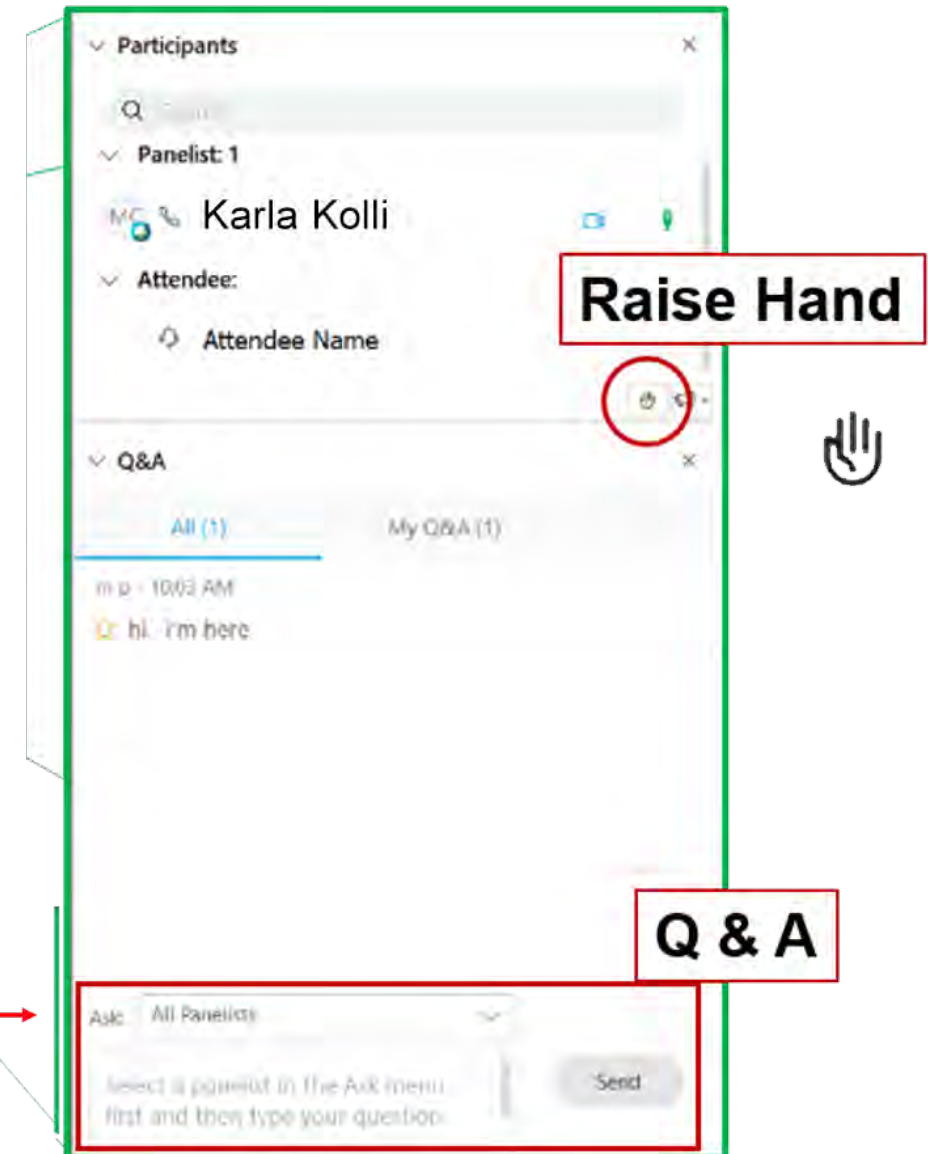 Participants
Panelist: 1
Karla Kolli
Attendee:
Raise Hand
Attendee Name
Q&A
All (1)
My Q&A (1)
m p - 10:03 AM
hi. i'm here
Q & A
Ask: All Panelists
Select a panelist in the Ask menu
first and then type your question
Send